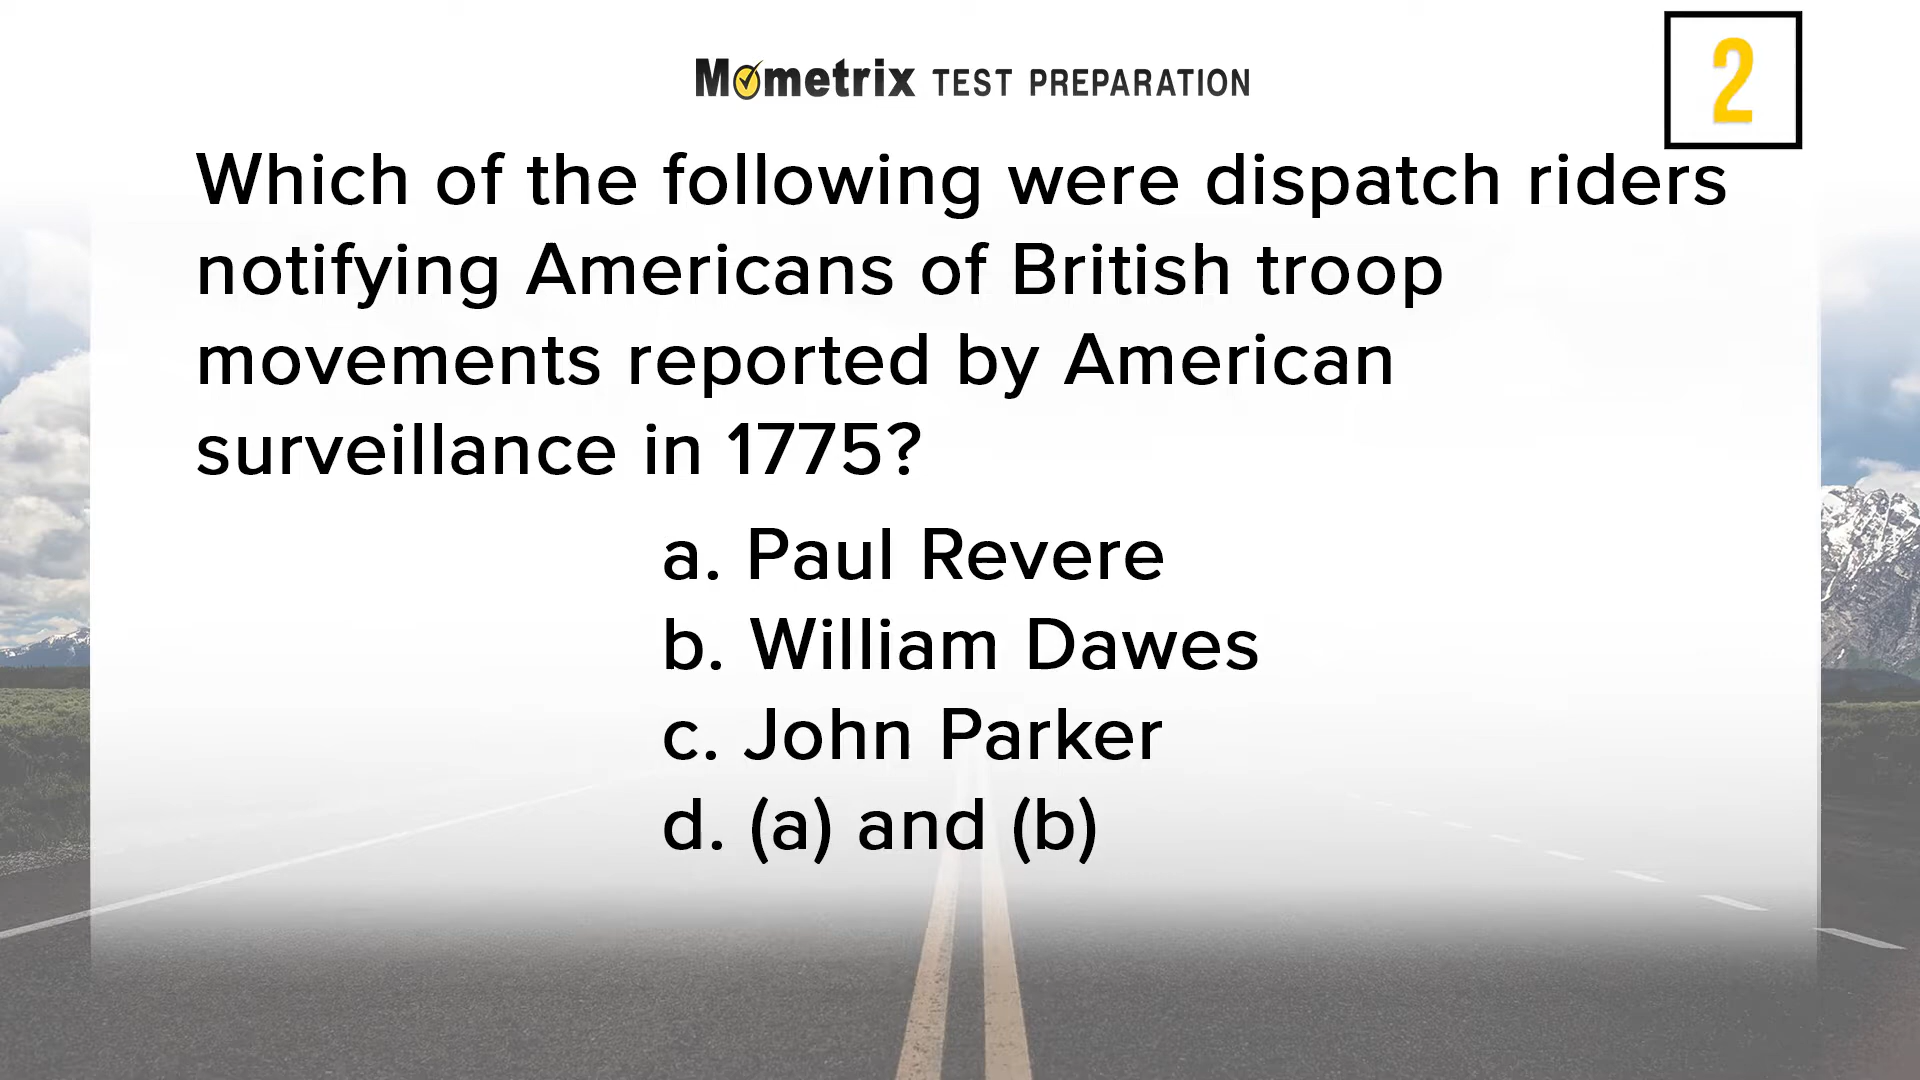 Mometrix TEST PREPARATION
2
Which of the following were dispatch riders
notifying Americans of British troop
movements reported by American
surveillance in 1775?
a. Paul Revere
b. William Dawes
c. John Parker
d. (a) and (b)